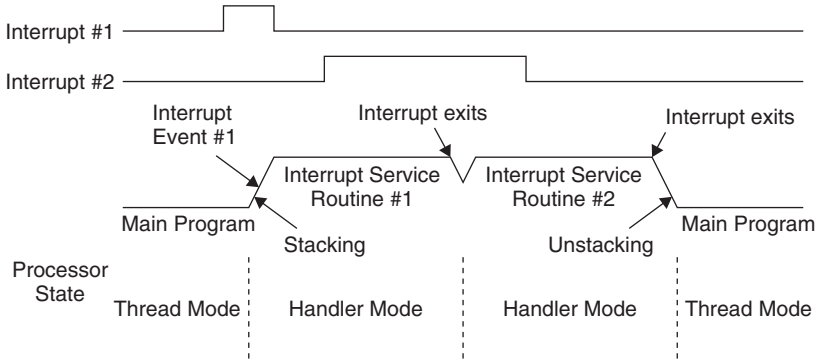 Interrupt #1
Interrupt #2
Interrupt
Event #1
Interrupt exits
Interrupt exits
Interrupt Service
Routine #1
Interrupt Service
Routine #2
Main Program
Stacking
Unstacking
Main Program
Processor
State
Thread Mode
Handler Mode
Handler Mode
Thread Mode